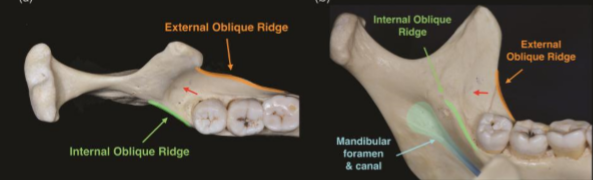 External Oblique Ridge
Internal Oblique Ridge
Internal Oblique
Ridge
External
Oblique Ridge
Mandibular
foramen
& canal